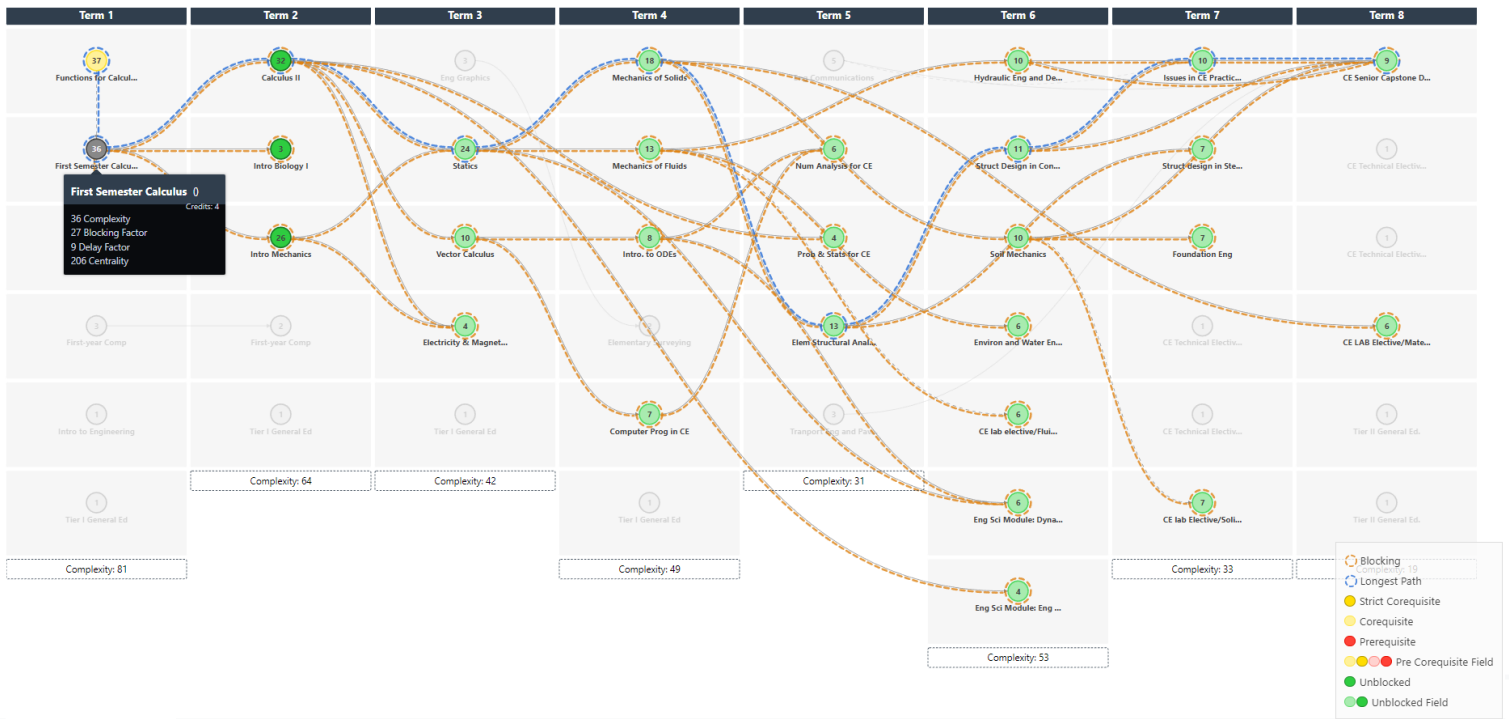 Term 1 Term 2 Term 3 Term 4 Term 5 Term 6 Term 7 Term 8
37 32 3 18 5 10 10 9
Functions for Calcul... Calculus II Eng Graphics Mechanics of Solids Communications Hydraulic Eng and De... Issues in CE Practic... CE Senior Capstone D...
36 3 24 13 6 11 7 1
First Semester Calcu... Intro Biology I Statics Mechanics of Fluids Num Analysis for CE Struct Design in Con... Struct design in Ste... CE Technical Electiv...
First Semester Calculus ()
Credits: 4
36 Complexity
27 Blocking Factor
9 Delay Factor
206 Centrality
26 10 8 4 10 7 1
Intro Mechanics Vector Calculus Intro. to ODEs Prob & Stats for CE Soil Mechanics Foundation Eng CE Technical Electiv...
3 2 4 13 6 1 6
First-year Comp First-year Comp Electricity & Magnet... Elementary Surveying Elem Structural Anal... Environ and Water En... CE Technical Electiv... CE LAB Elective/Mate...
1 1 1 7 3 6 1 1
Intro to Engineering Tier I General Ed Tier I General Ed Computer Prog in CE Tranport Eng and CE lab elective/Flui... CE Technical Electiv... Tier II General Ed.
Complexity: 64 Complexity: 42 Complexity: 31
1 1 6 7 1
Tier I General Ed Tier I General Ed Eng Sci Module: Dyna... CE lab Elective/Soli... Tier II General Ed.
Complexity: 81 Complexity: 49 Complexity: 33 Complexity: 19
4
Eng Sci Module: Eng ...
Complexity: 53
Blocking
Longest Path
Strict Corequisite
Corequisite
Prerequisite
Pre Corequisite Field
Unblocked
Unblocked Field